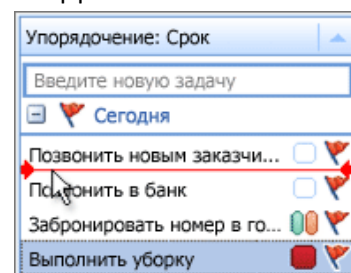 Упорядочение: Срок
Введите новую задачу
Сегодня
Позвонить новым заказчи...
Позвонить в банк
Забронировать номер в го...
Выполнить уборку